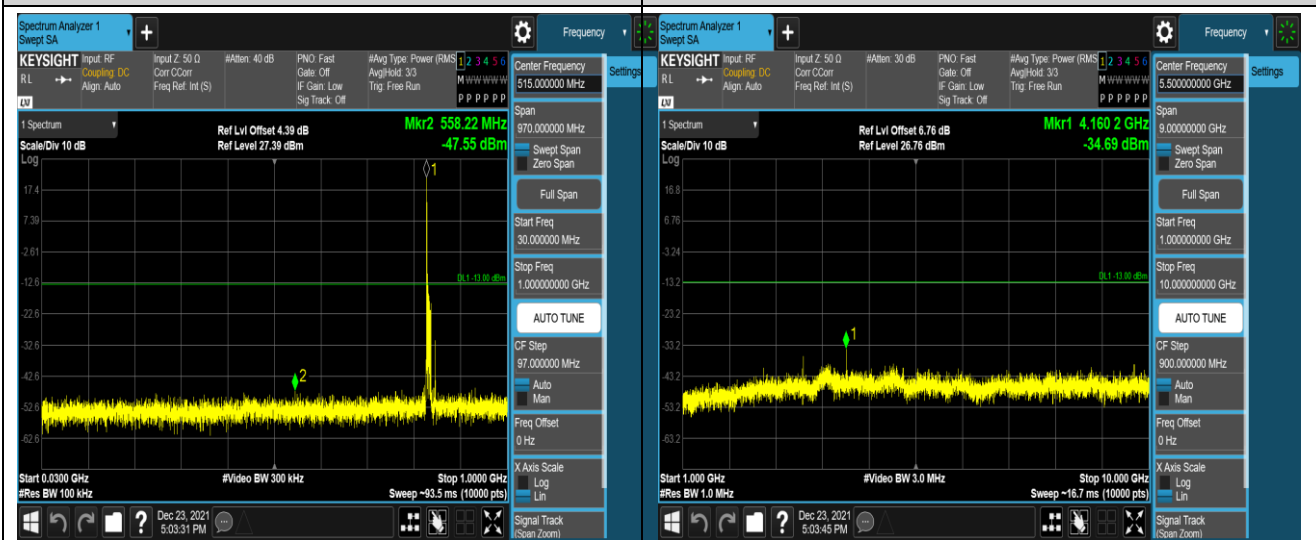 Spectrum Analyzer 1
Swept SA
+
Frequency
KEYSIGHT
RL
LXI
Input: RF
Coupling: DC
Align: Auto
Input Z: 50 Ω
Corr CCorr
Freq Ref: Int (S)
#Atten: 40 dB
PNO: Fast
Gate: Off
IF Gain: Low
Sig Track: Off
#Avg Type: Power (RMS
Avg|Hold: 3/3
Trig: Free Run
1 2 3 4 5 6
M W W W W W
P P P P P P
Settings
Center Frequency
515.000000 MHz
Span
970.000000 MHz
Swept Span
Zero Span
Full Span
Start Freq
30.000000 MHz
Stop Freq
1.000000000 GHz
AUTO TUNE
CF Step
97.000000 MHz
Auto
Man
Freq Offset
0 Hz
X Axis Scale
Log
Lin
Signal Track
(Span Zoom)
1 Spectrum
Scale/Div 10 dB
Log
Ref Lvl Offset 4.39 dB
Ref Level 27.39 dBm
Mkr2 558.22 MHz
-47.55 dBm
1
17.4
7.39
-2.61
DL1 -13.00 dBm
-12.6
-22.6
-32.6
-42.6
2
-52.6
-62.6
Start 0.0300 GHz
#Res BW 100 kHz
#Video BW 300 kHz
Stop 1.0000 GHz
Sweep ~93.5 ms (10000 pts)
?
Dec 23, 2021
5:03:31 PM
Spectrum Analyzer 1
Swept SA
+
Frequency
KEYSIGHT
RL
LXI
Input: RF
Coupling: DC
Align: Auto
Input Z: 50 Ω
Corr CCorr
Freq Ref: Int (S)
#Atten: 30 dB
PNO: Fast
Gate: Off
IF Gain: Low
Sig Track: Off
#Avg Type: Power (RMS
Avg|Hold: 3/3
Trig: Free Run
1 2 3 4 5 6
M W W W W W
P P P P P P
Settings
Center Frequency
5.500000000 GHz
Span
9.00000000 GHz
Swept Span
Zero Span
Full Span
Start Freq
1.000000000 GHz
Stop Freq
10.000000000 GHz
AUTO TUNE
CF Step
900.000000 MHz
Auto
Man
Freq Offset
0 Hz
X Axis Scale
Log
Lin
Signal Track
(Span Zoom)
1 Spectrum
Scale/Div 10 dB
Log
Ref Lvl Offset 6.76 dB
Ref Level 26.76 dBm
Mkr1 4.160 2 GHz
-34.69 dBm
16.8
6.76
-3.24
DL1 -13.00 dBm
-13.2
-23.2
1
-33.2
-43.2
-53.2
-63.2
Start 1.000 GHz
#Res BW 1.0 MHz
#Video BW 3.0 MHz
Stop 10.000 GHz
Sweep ~16.7 ms (10000 pts)
?
Dec 23, 2021
5:03:45 PM